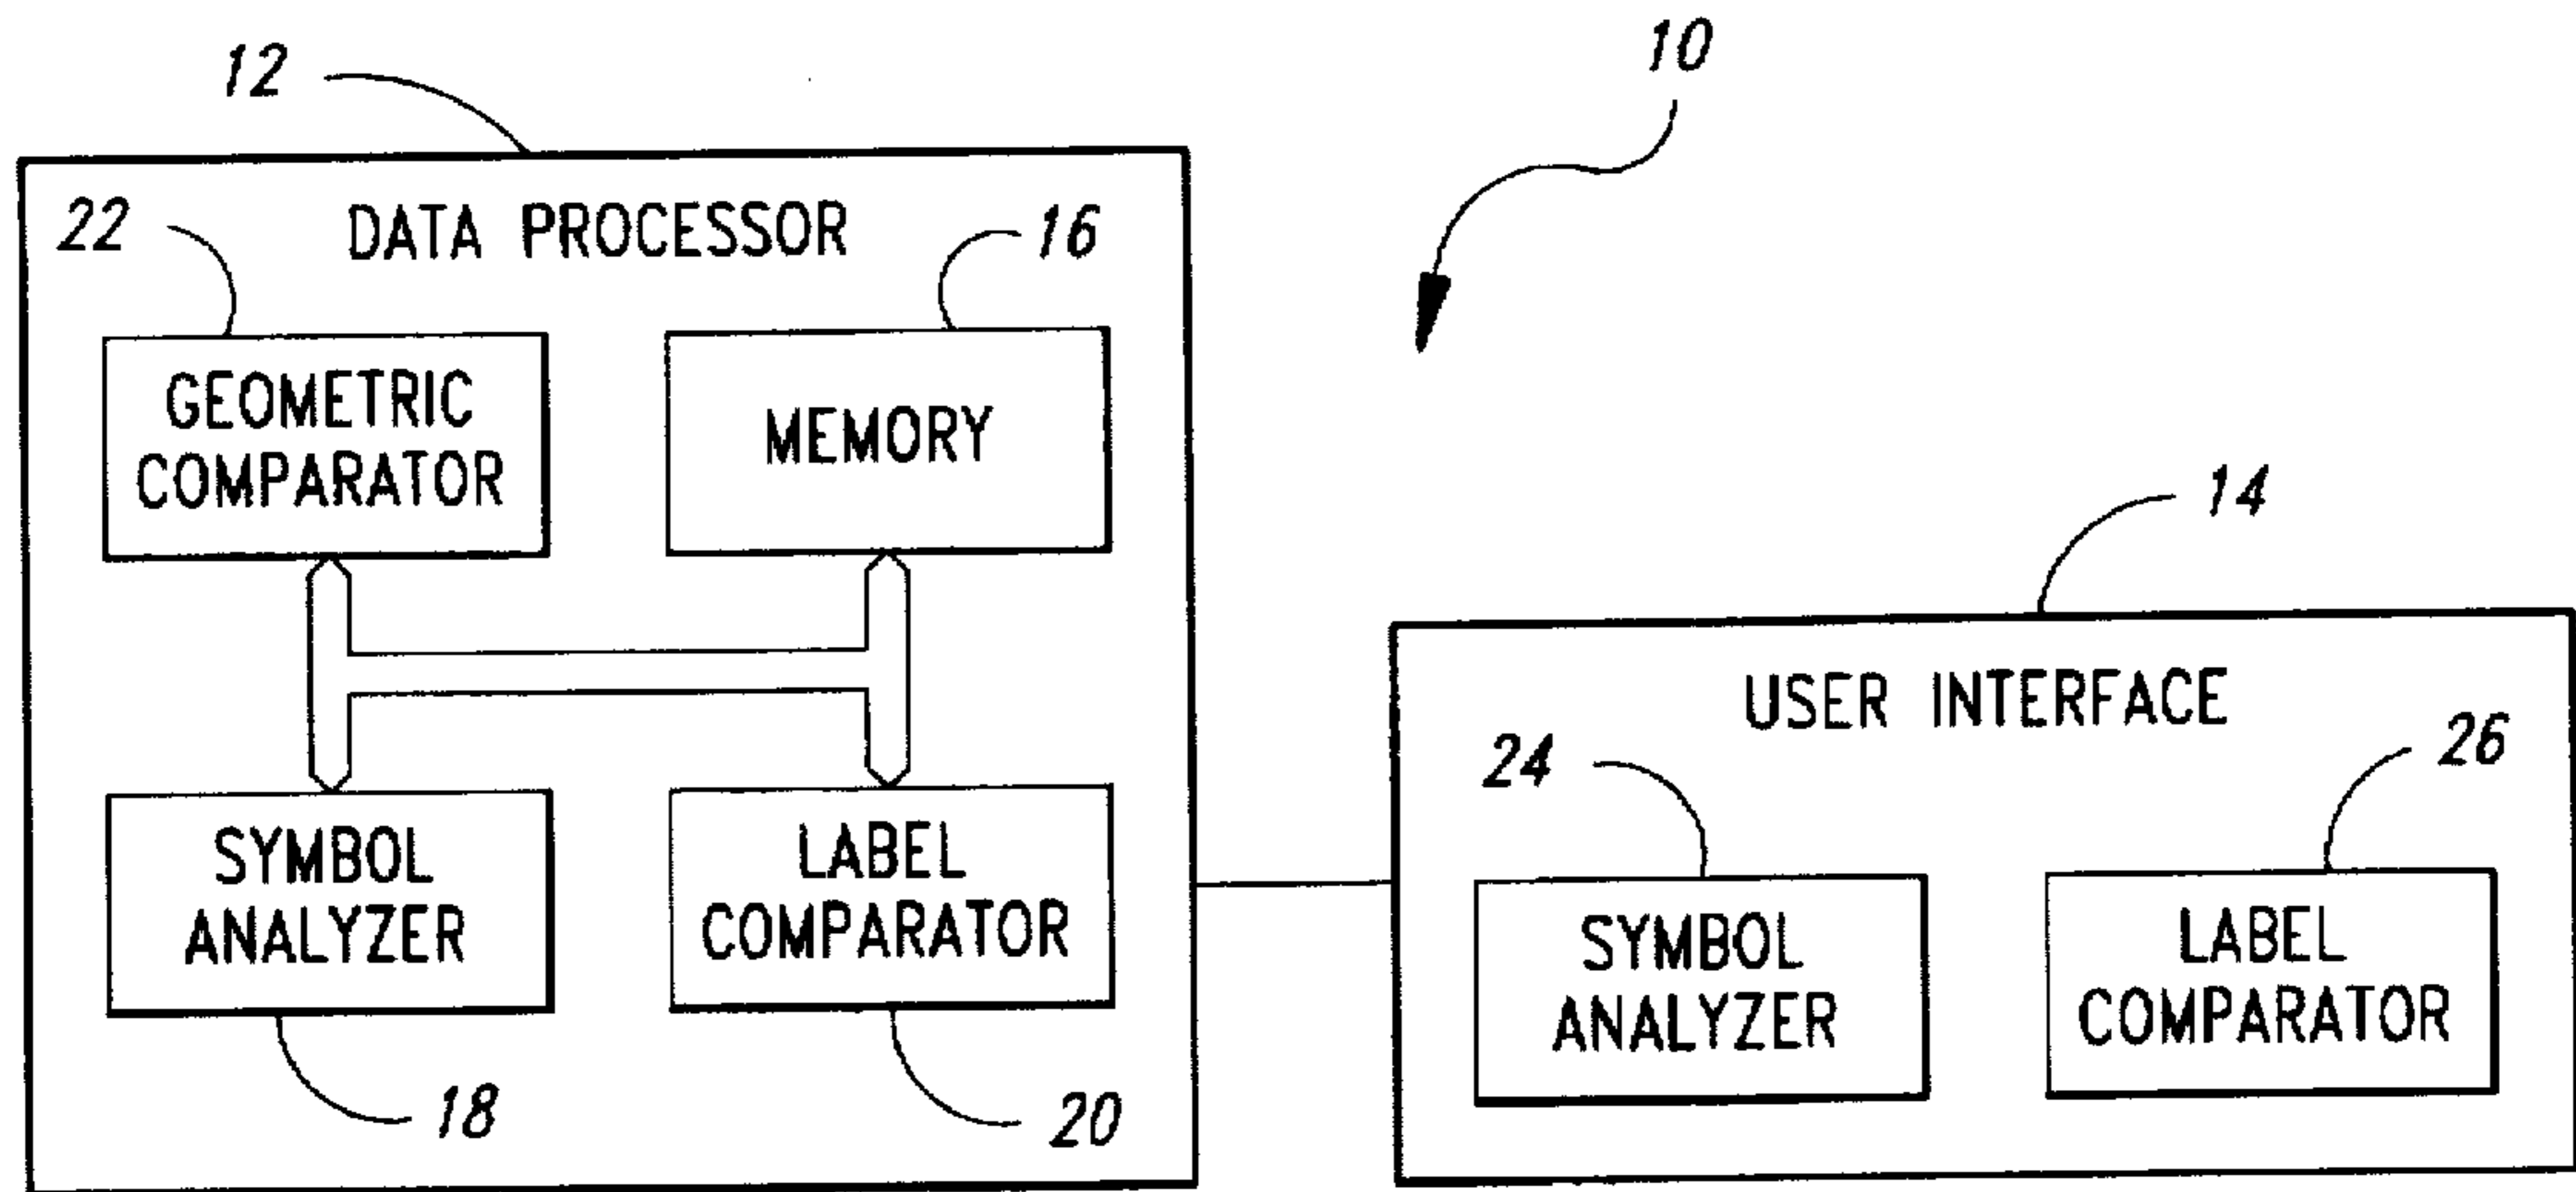 12
10
22
DATA PROCESSOR
16
GEOMETRIC
COMPARATOR
MEMORY
14
USER INTERFACE
24
26
SYMBOL
ANALYZER
LABEL
COMPARATOR
SYMBOL
ANALYZER
LABEL
COMPARATOR
18
20